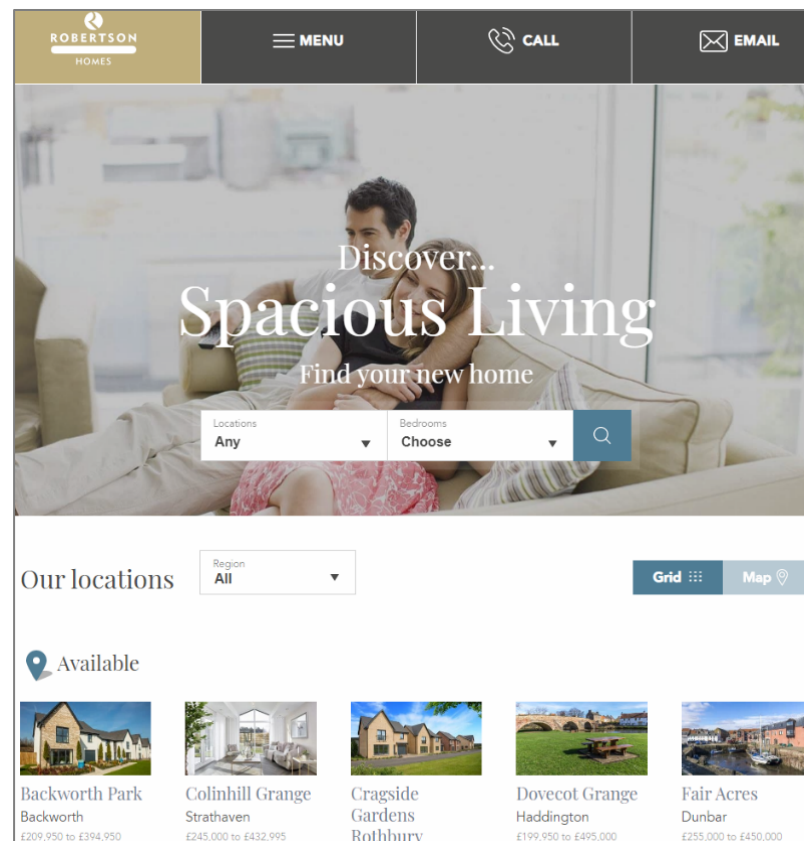 ROBERTSON
HOMES
MENU
CALL
EMAIL
Discover...
Spacious Living
Find your new home
Locations
Any
Bedrooms
Choose
Our locations
Region
All
Grid
Map
Available
Backworth Park
Backworth
£209,950 to £394,950
Colinhill Grange
Strathaven
£245,000 to £432,995
Cragside
Gardens
Rothbury
Dovecot Grange
Haddington
£199,950 to £495,000
Fair Acres
Dunbar
£255,000 to £450,000